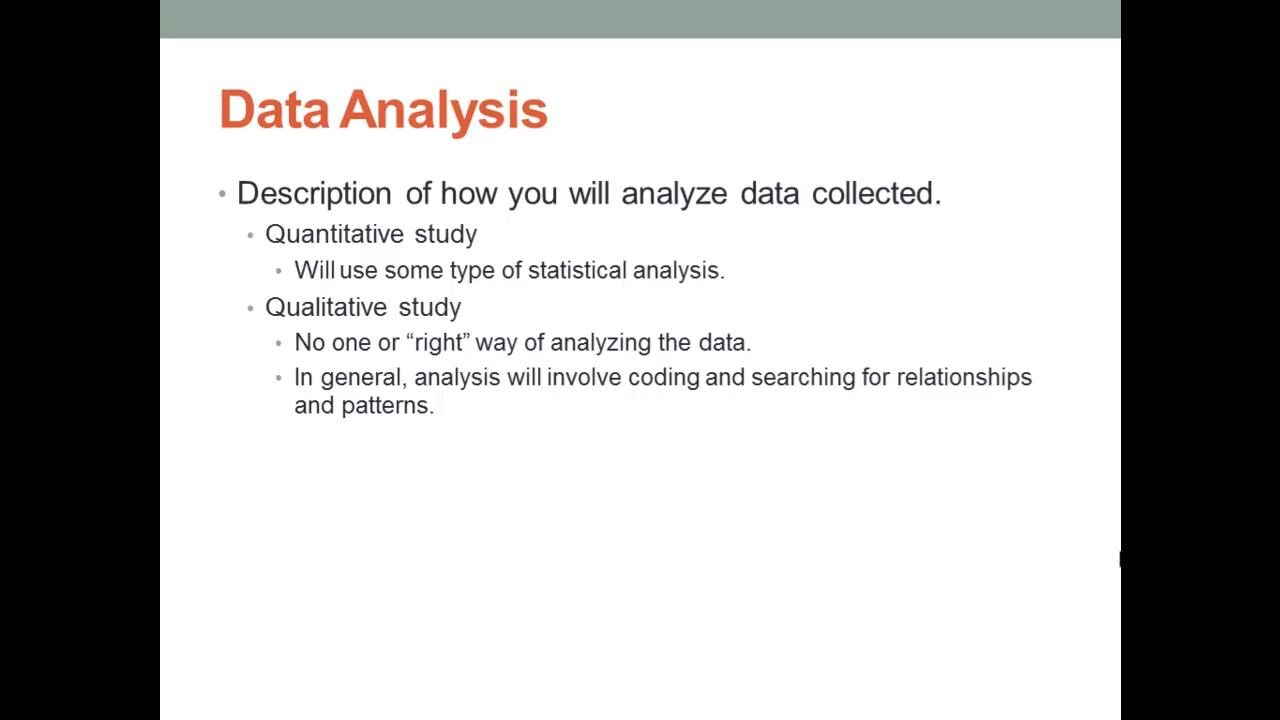 Data Analysis
• Description of how you will analyze data collected.
• Quantitative study
• Will use some type of statistical analysis.
• Qualitative study
• No one or “right” way of analyzing the data.
• In general, analysis will involve coding and searching for relationships
and patterns.